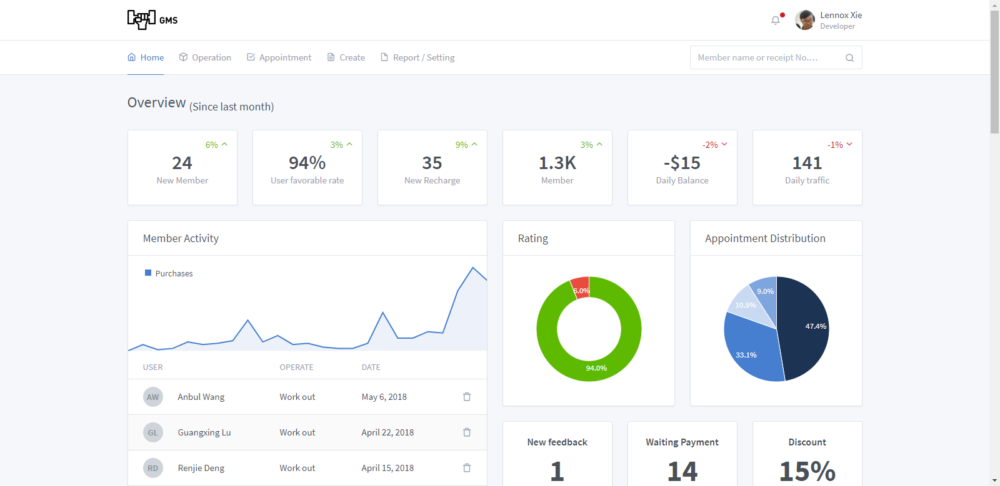 GMS
Lennox Xie
Developer
Home
Operation
Appointment
Create
Report / Setting
Member name or receipt No....
Overview (Since last month)
6%
24
New Member
3%
94%
User favorable rate
9%
35
New Recharge
3%
1.3K
Member
-2%
-$15
Daily Balance
-1%
141
Daily traffic
Member Activity
Purchases
USER OPERATE DATE
AW Anbul Wang Work out May 6, 2018
GL Guangxing Lu Work out April 22, 2018
RD Renjie Deng Work out April 15, 2018
Rating
6.0%
94.0%
Appointment Distribution
9.0%
10.5%
47.4%
33.1%
New feedback
1
Waiting Payment
14
Discount
15%